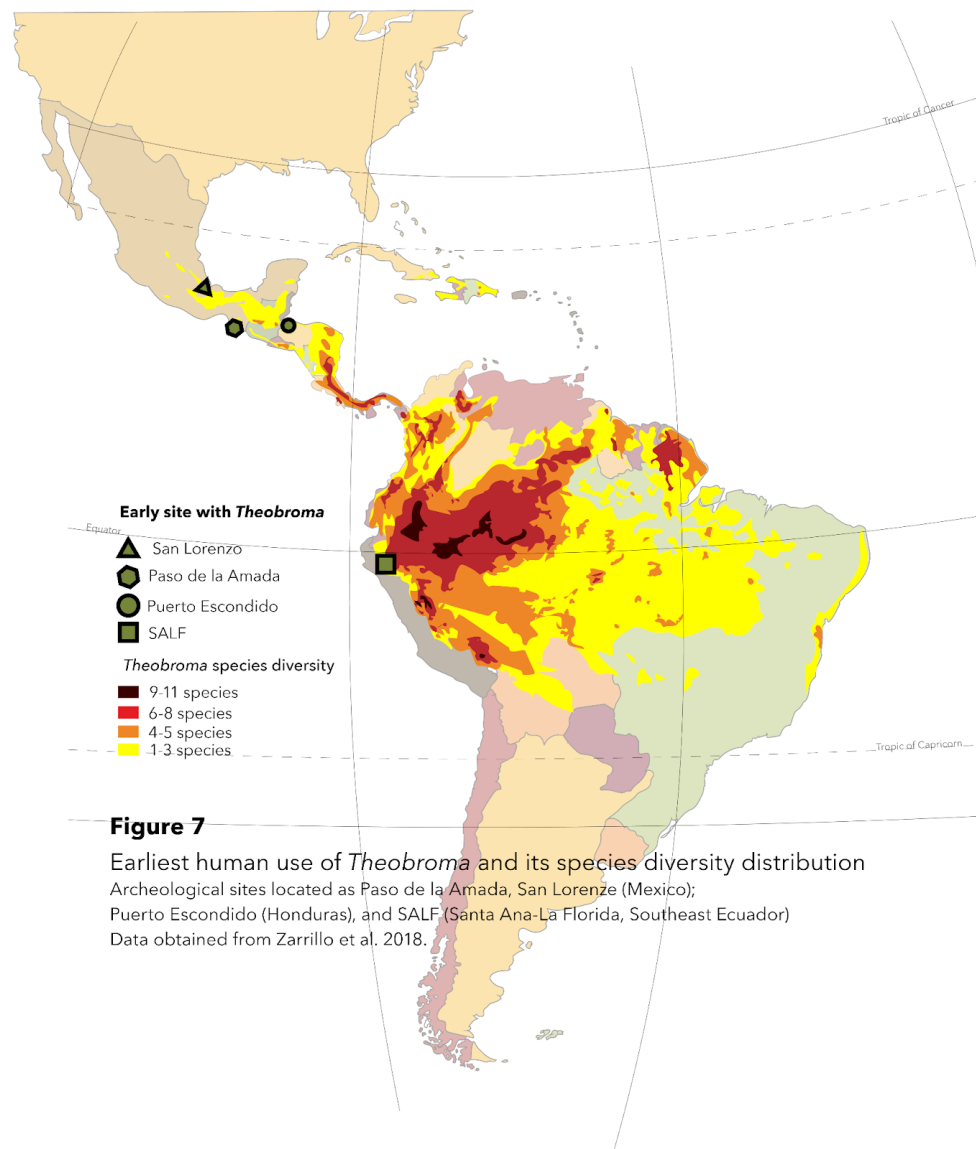 Tropic of Cancer
Early site with Theobroma
Equator
San Lorenzo
Paso de la Amada
Puerto Escondido
SALF
Theobroma species diversity
9-11 species
6-8 species
4-5 species
1-3 species
Tropic of Capricorn
Figure 7
Earliest human use of Theobroma and its species diversity distribution
Archeological sites located as Paso de la Amada, San Lorenze (Mexico);
Puerto Escondido (Honduras), and SALF (Santa Ana-La Florida, Southeast Ecuador)
Data obtained from Zarrillo et al. 2018.